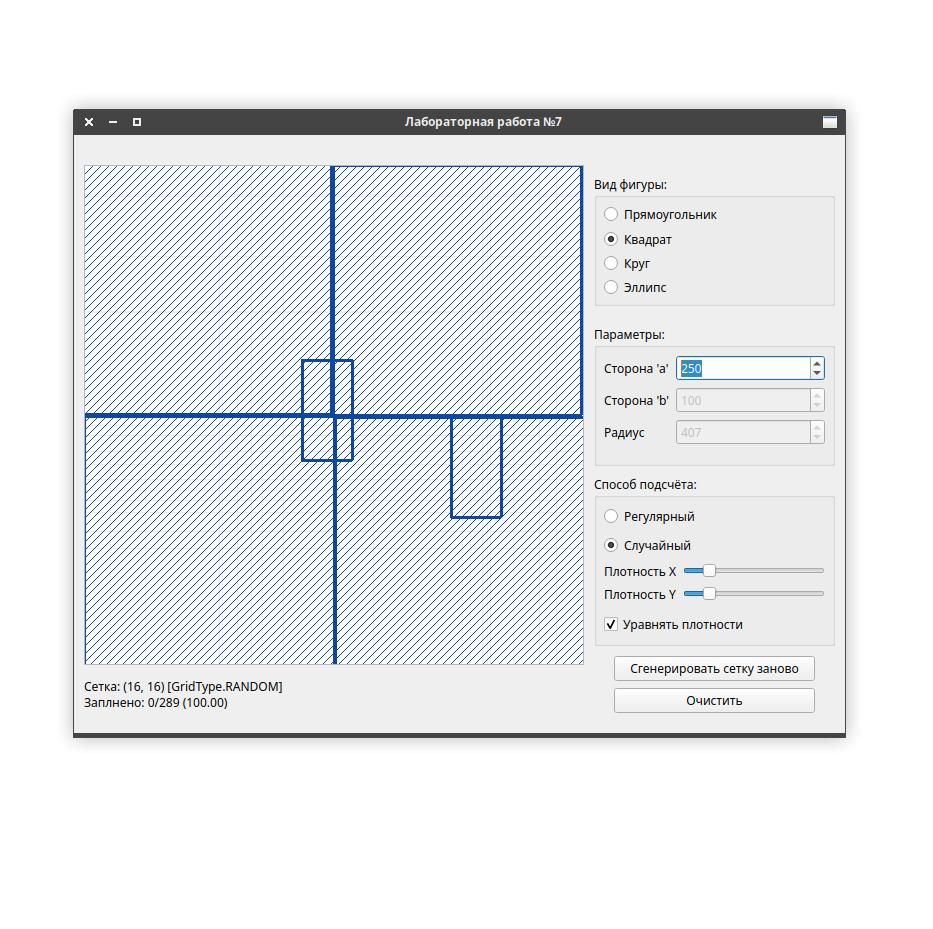 Лабораторная работа №7
Вид фигуры:
Прямоугольник
Квадрат
Круг
Эллипс
Параметры:
Сторона 'a' 250
Сторона 'b' 100
Радиус 407
Способ подсчёта:
Регулярный
Случайный
Плотность X
Плотность Y
Уравнять плотности
Сгенерировать сетку заново
Очистить
Сетка: (16, 16) [GridType.RANDOM]
Заплнено: 0/289 (100.00)